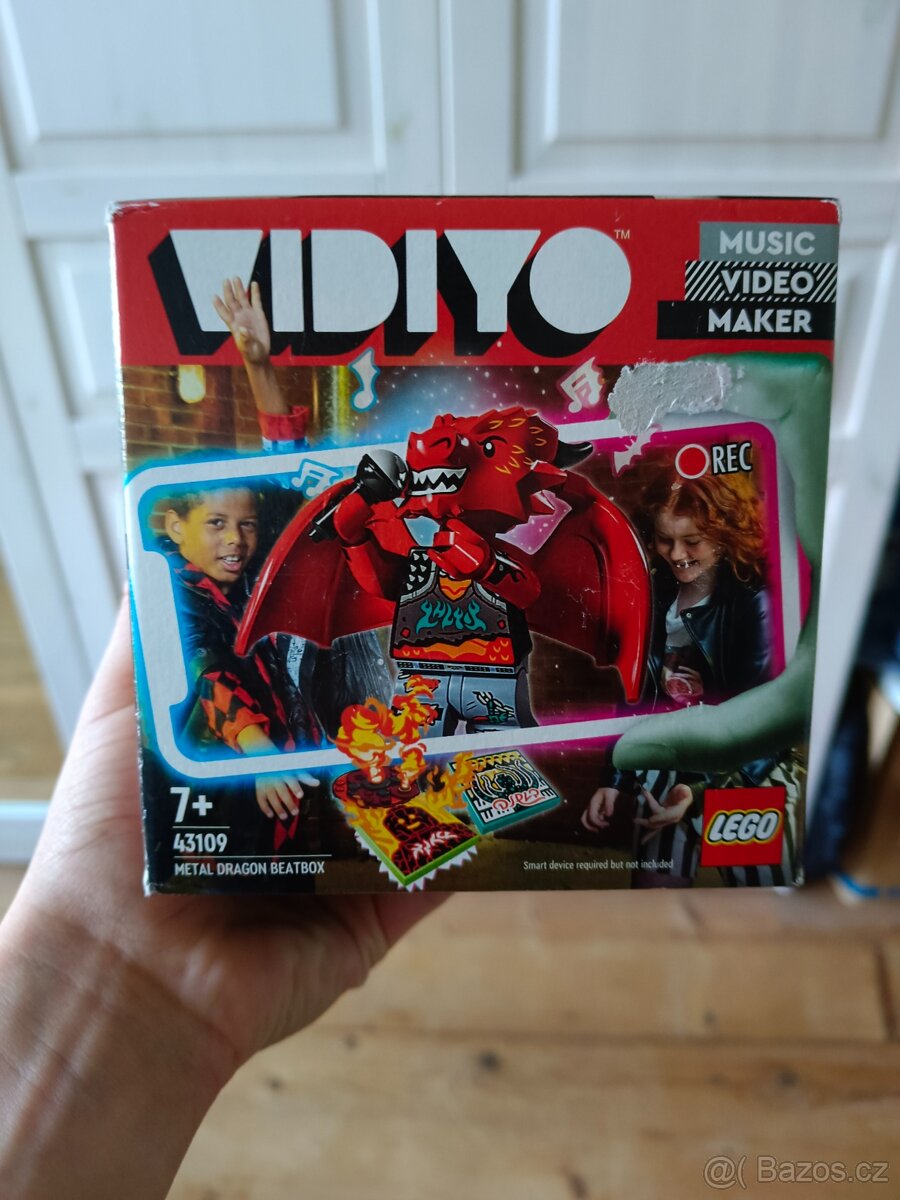 VIDIYO™
MUSIC
VIDEO
MAKER
REC
7+
43109
METAL DRAGON BEATBOX
Smart device required but not included
LEGO
@( Bazos.cz